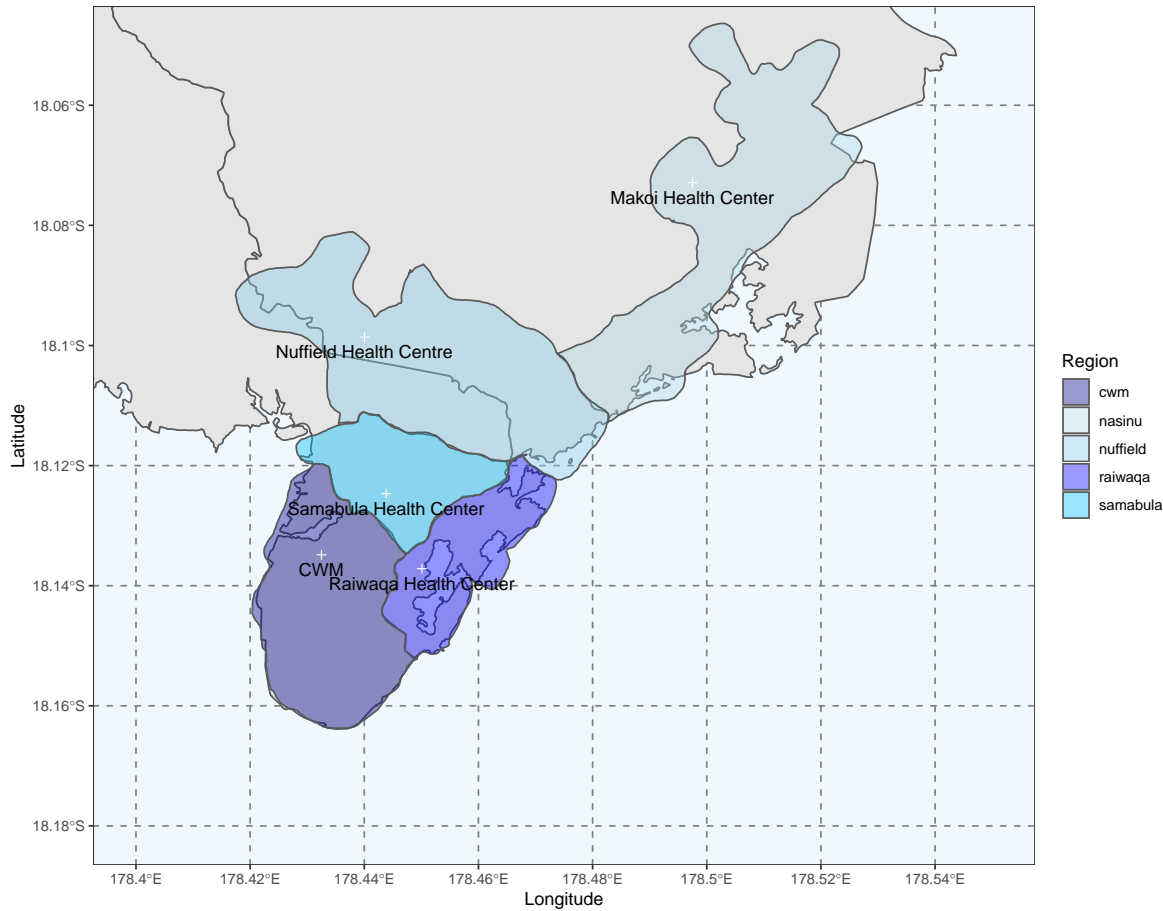 18.06°S
18.08°S
18.1°S
18.12°S
18.14°S
18.16°S
18.18°S
Latitude
Makoi Health Center
Nuffield Health Centre
Samabula Health Center
CWM
Raiwaqa Health Center
178.4°E
178.42°E
178.44°E
178.46°E
178.48°E
178.5°E
178.52°E
178.54°E
Longitude
Region
cwm
nasinu
nuffield
raiwaqa
samabula